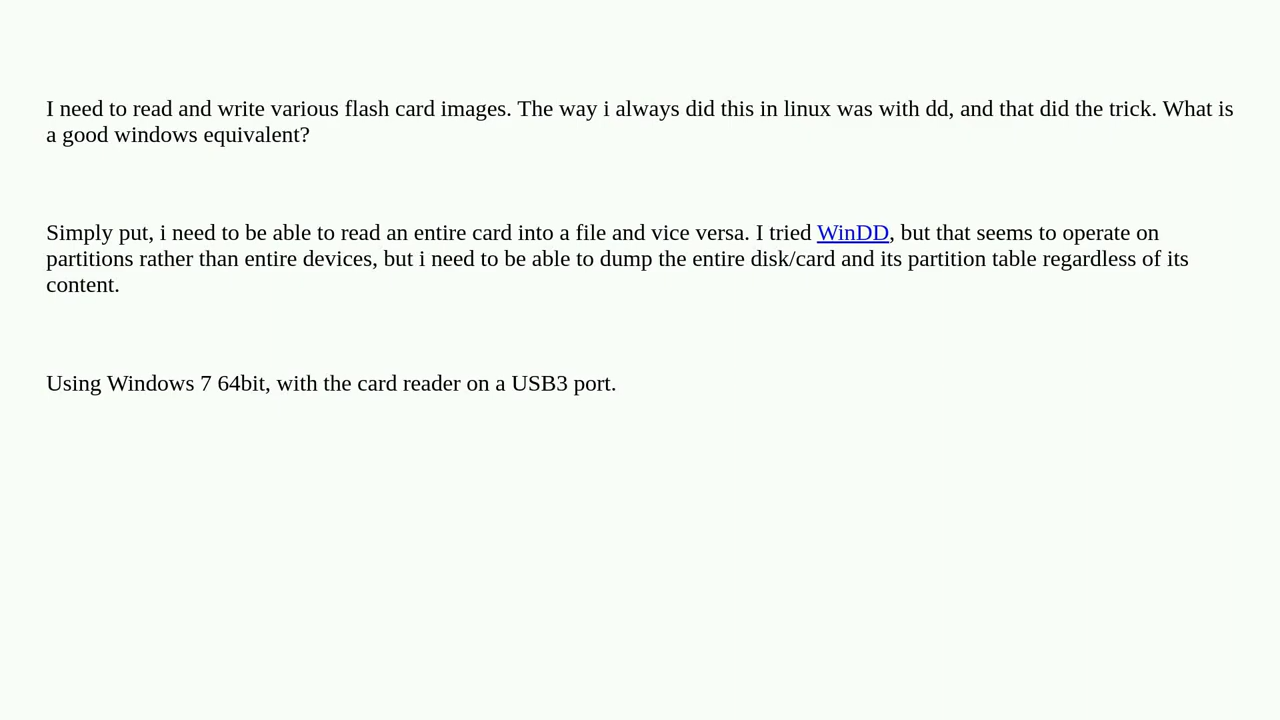 I need to read and write various flash card images. The way i always did this in linux was with dd, and that did the trick. What is
a good windows equivalent?
Simply put, i need to be able to read an entire card into a file and vice versa. I tried WinDD, but that seems to operate on
partitions rather than entire devices, but i need to be able to dump the entire disk/card and its partition table regardless of its
content.
Using Windows 7 64bit, with the card reader on a USB3 port.